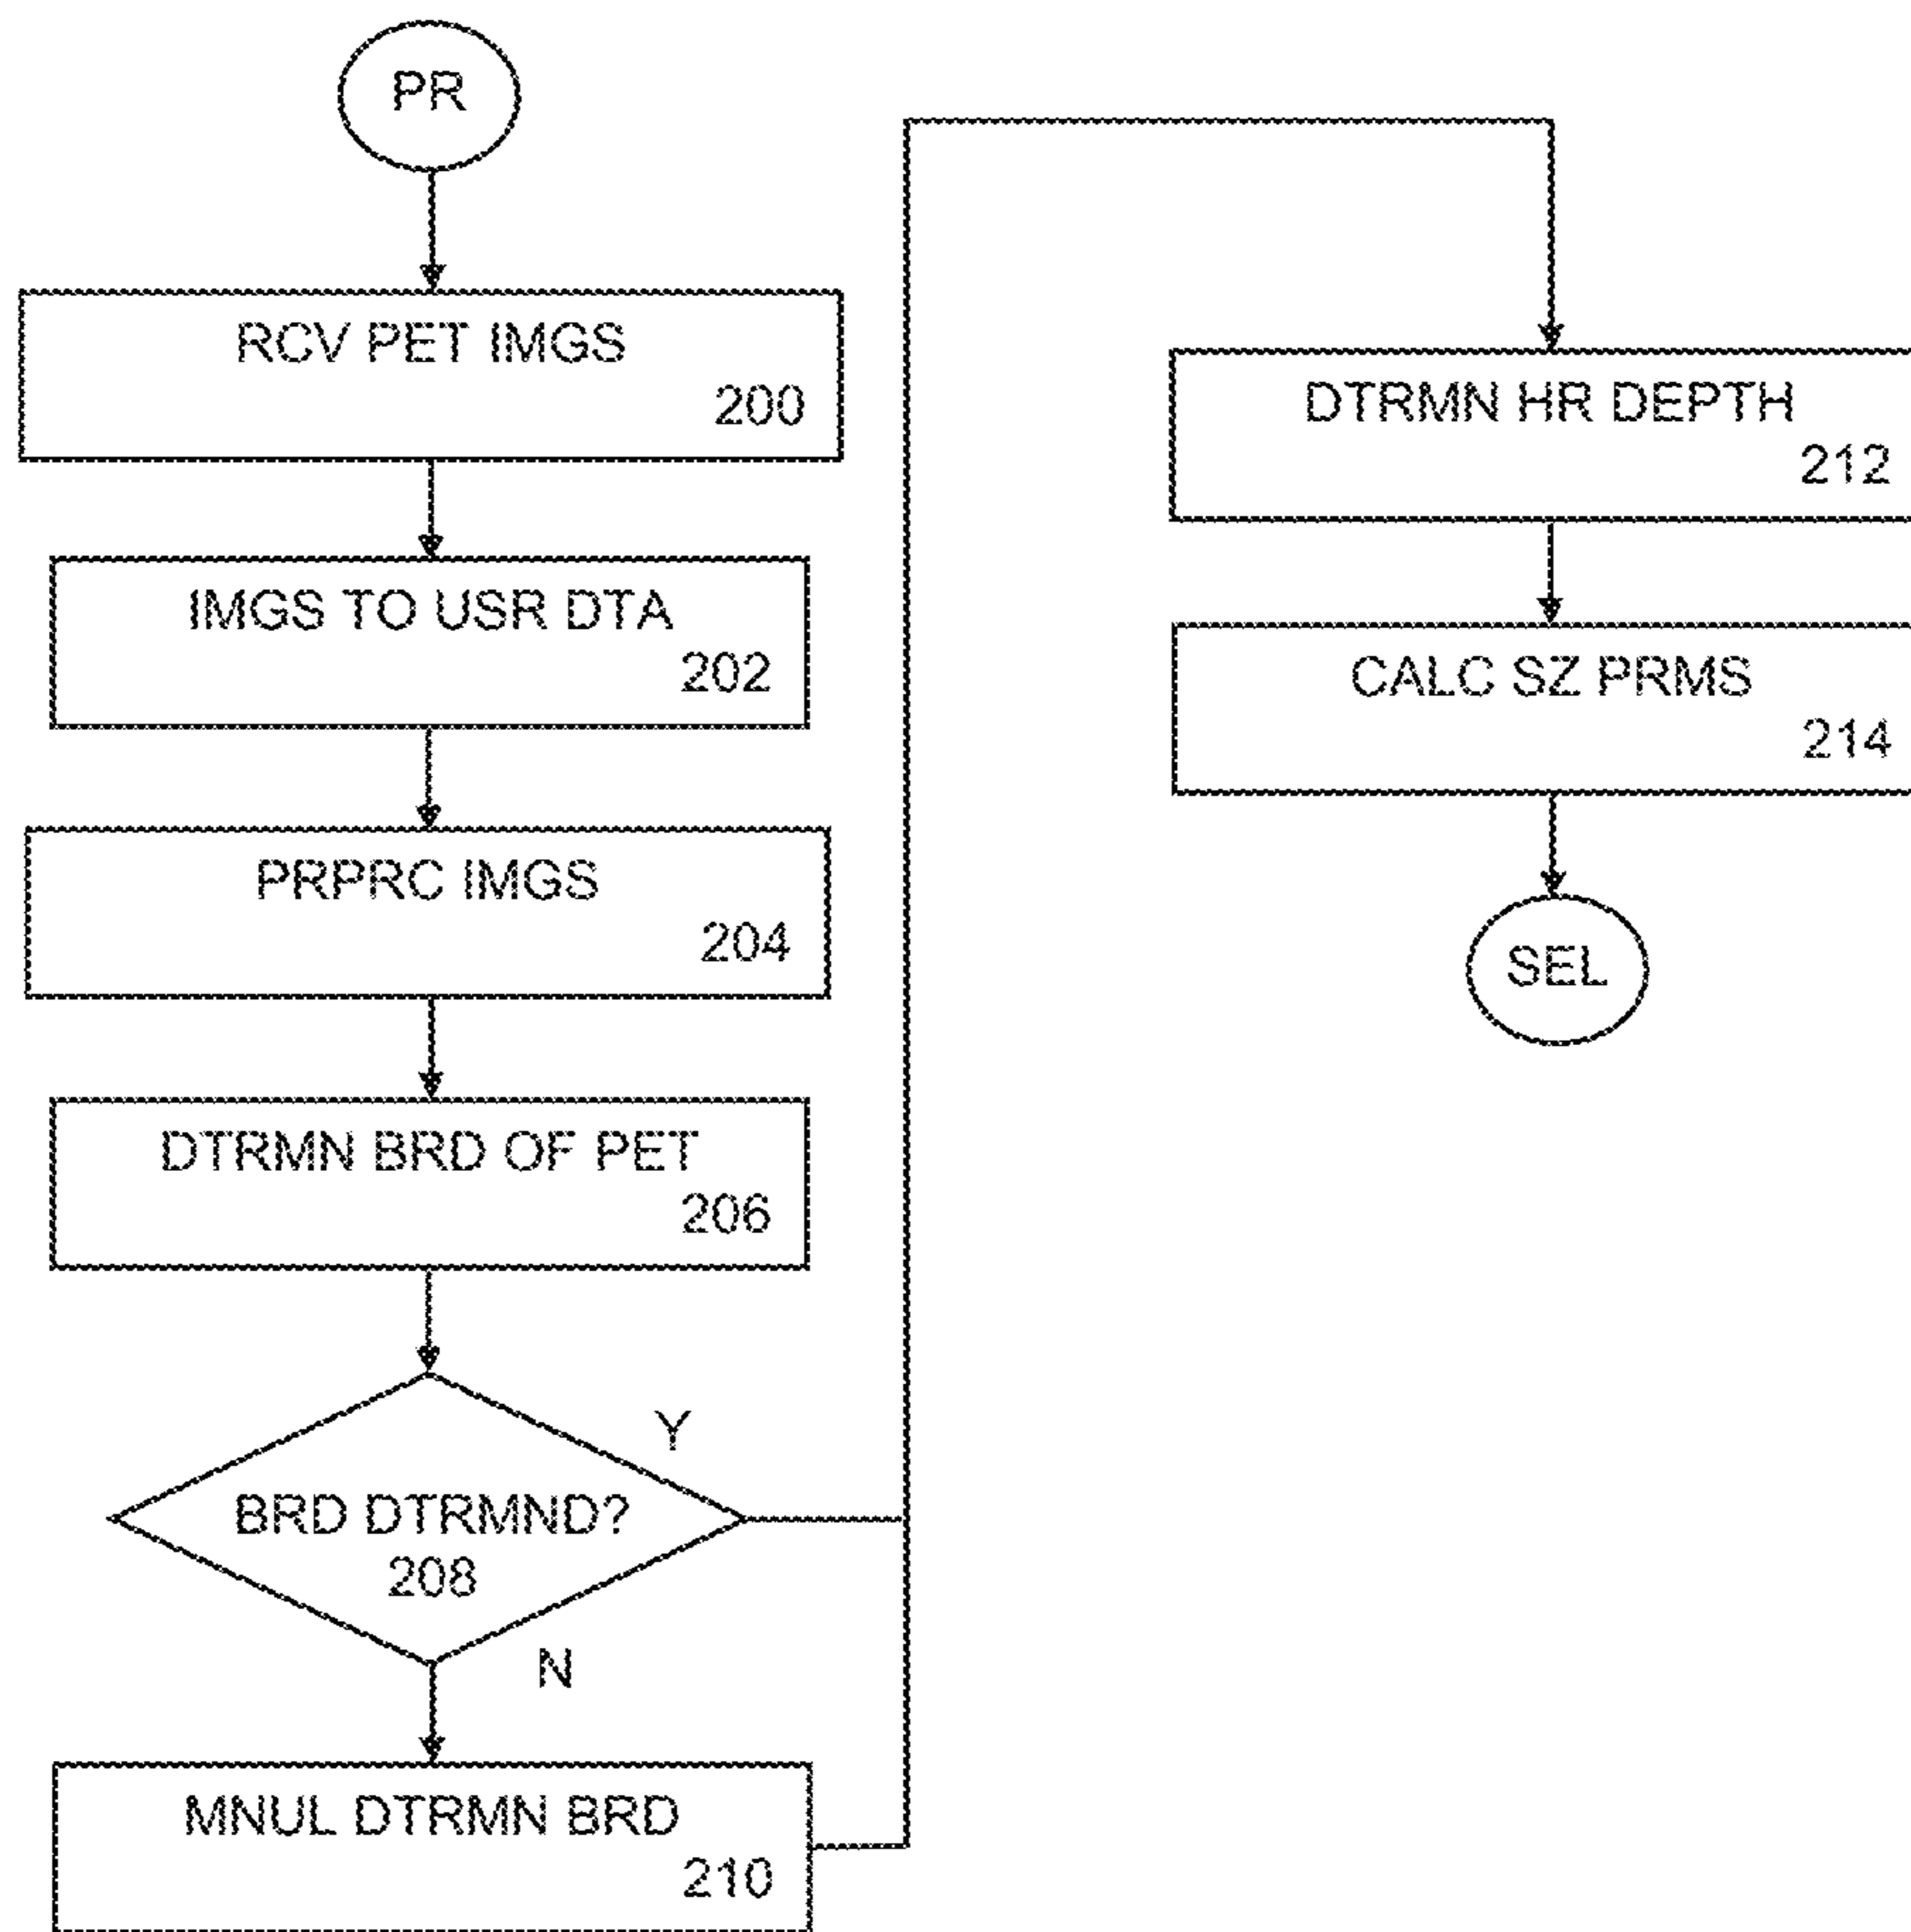 PR
RCV PET IMGS
200
IMGS TO USR DTA
202
PRPRC IMGS
204
DTRMN BRD OF PET
206
Y
BRD DTRMND?
208
N
MNUL DTRMN BRD
210
DTRMN HR DEPTH
212
CALC SZ PRMS
214
SEL